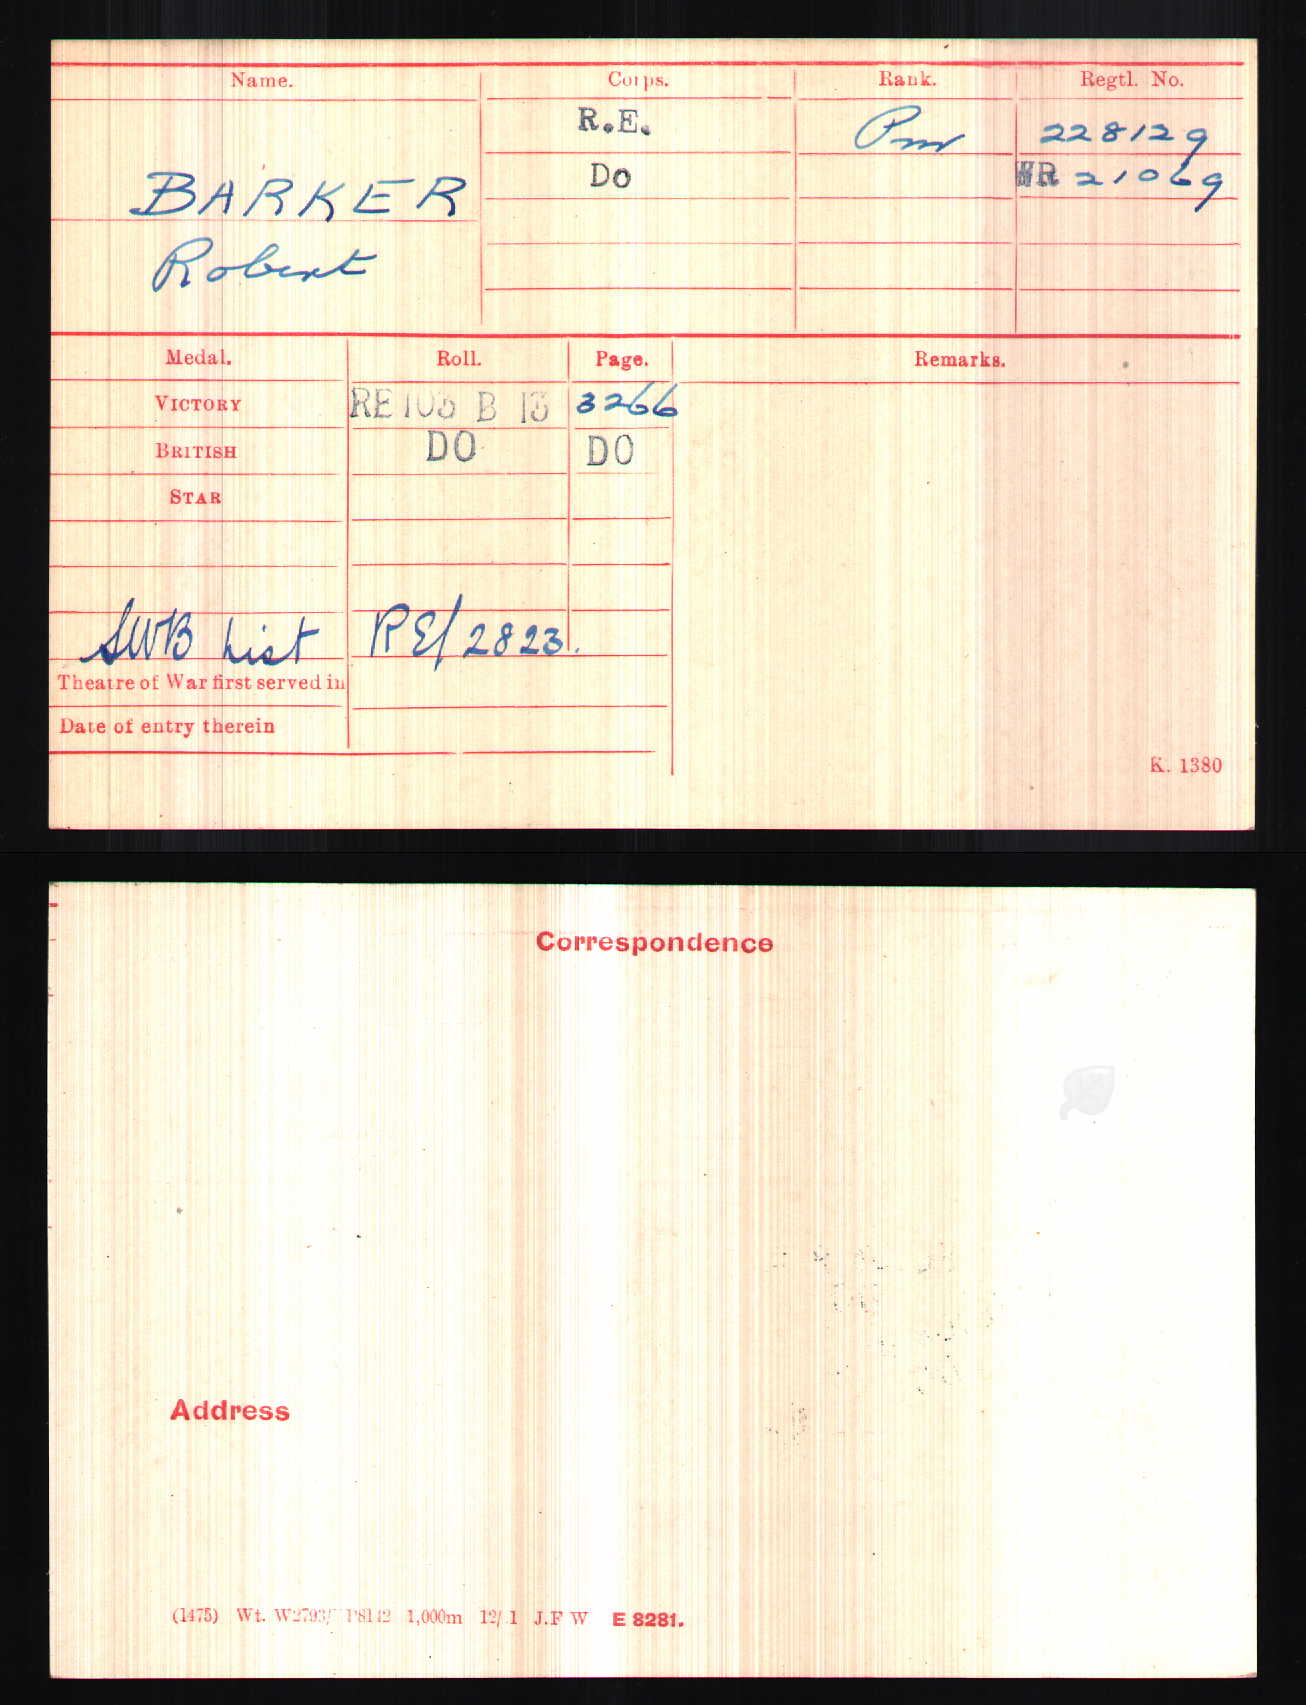 Name. Corps. Rank. Regtl. No.
R.E. Pnr 228129
BARKER Do WR 21069
Robert
Medal. Roll. Page. Remarks.
VICTORY RE 103 B 13 3266
BRITISH DO DO
STAR
SWB List RE/2823.
Theatre of War first served in
Date of entry therein
K. 1380
Correspondence
Address
(1475) Wt. W2793/ P8142 1,000m 12/ 1 J.F W E 8281.